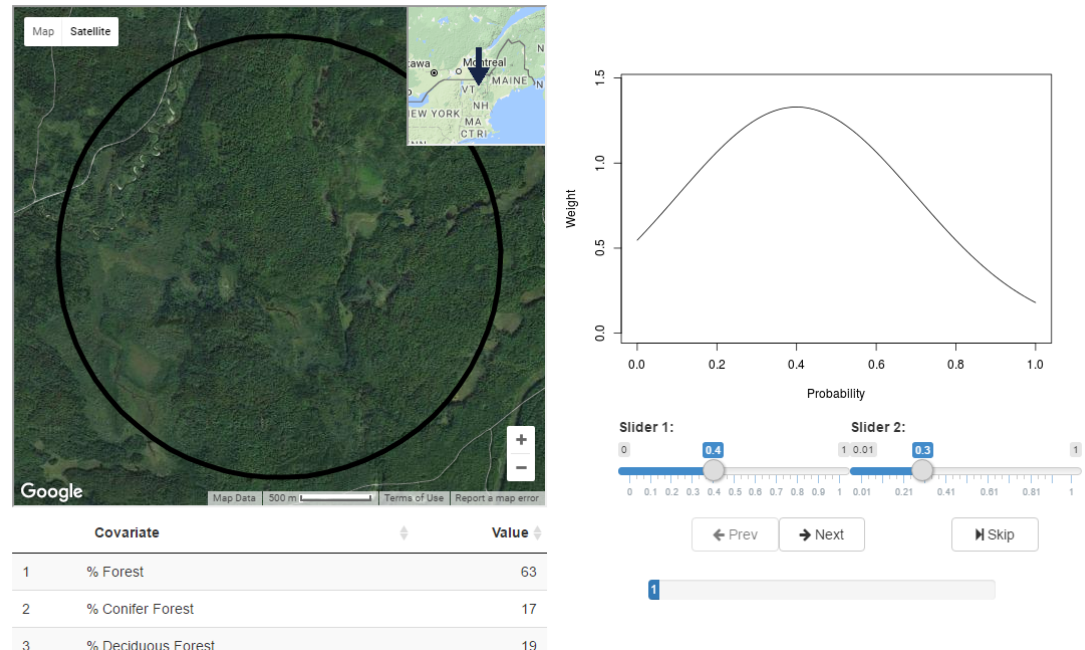 Map Satellite
tawa Montreal
VT MAINE N
NH
EW YORK MA
CT RI
Google
Map Data 500 m Terms of Use Report a map error
Covariate Value
1 % Forest 63
2 % Conifer Forest 17
3 % Deciduous Forest 19
Weight
1.5
1.0
0.5
0.0
0.0 0.2 0.4 0.6 0.8 1.0
Probability
Slider 1: Slider 2:
0 0.4 1 0.01 0.3 1
0 0.1 0.2 0.3 0.4 0.5 0.6 0.7 0.8 0.9 1 0.01 0.21 0.41 0.61 0.81 1
Prev Next Skip
1